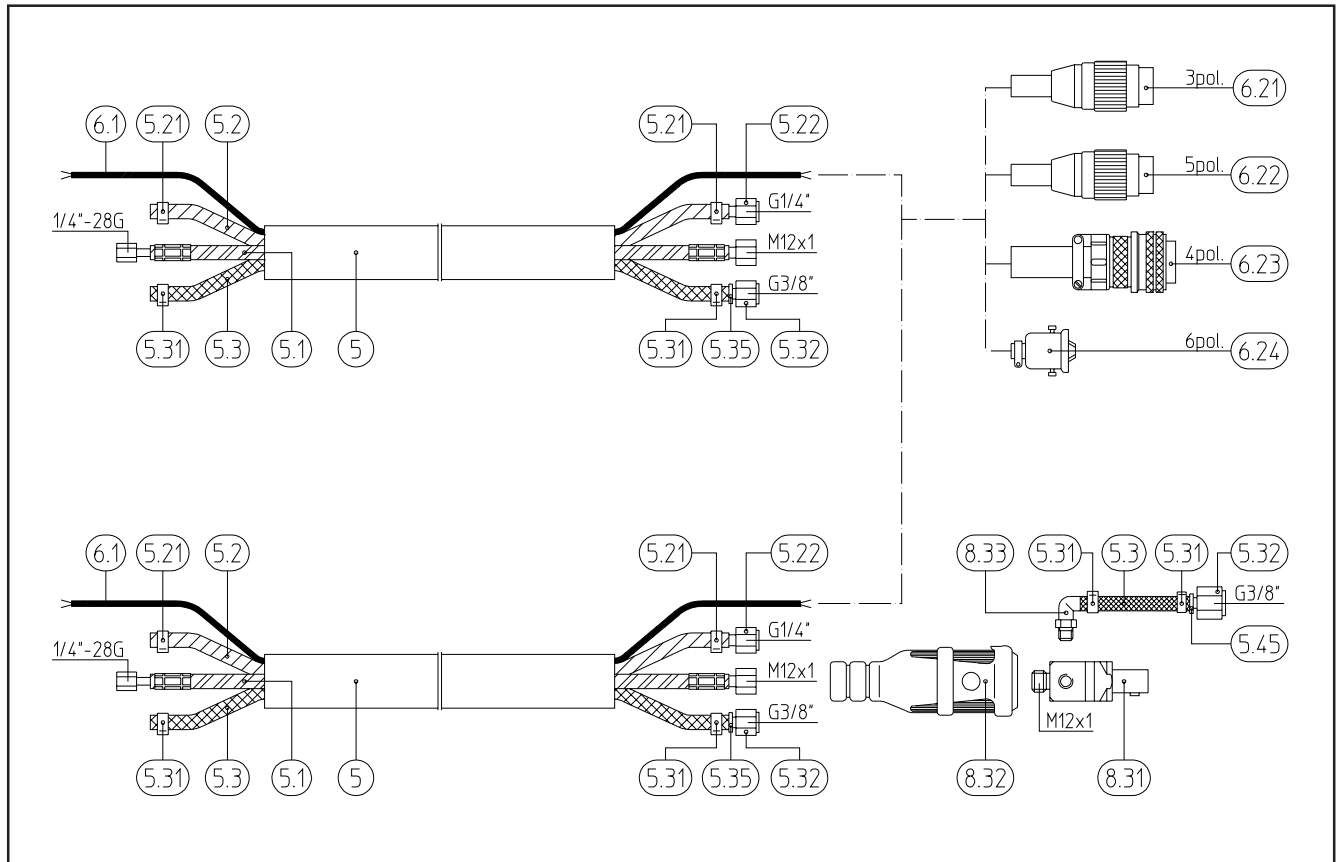 3pol. 6.21
6.1 5.21 5.2 5.21 5.22
5pol. 6.22
G1/4"
1/4"-28G M12x1
4pol. 6.23
G3/8"
5.31 5.3 5.1 5 5.31 5.35 5.32
6pol. 6.24
6.1 5.21 5.2 5.21 5.22 8.33 5.31 5.3 5.31 5.32
G3/8"
G1/4"
1/4"-28G M12x1 5.45
G3/8" M12x1
5.31 5.3 5.1 5 5.31 5.35 5.32 8.32 8.31